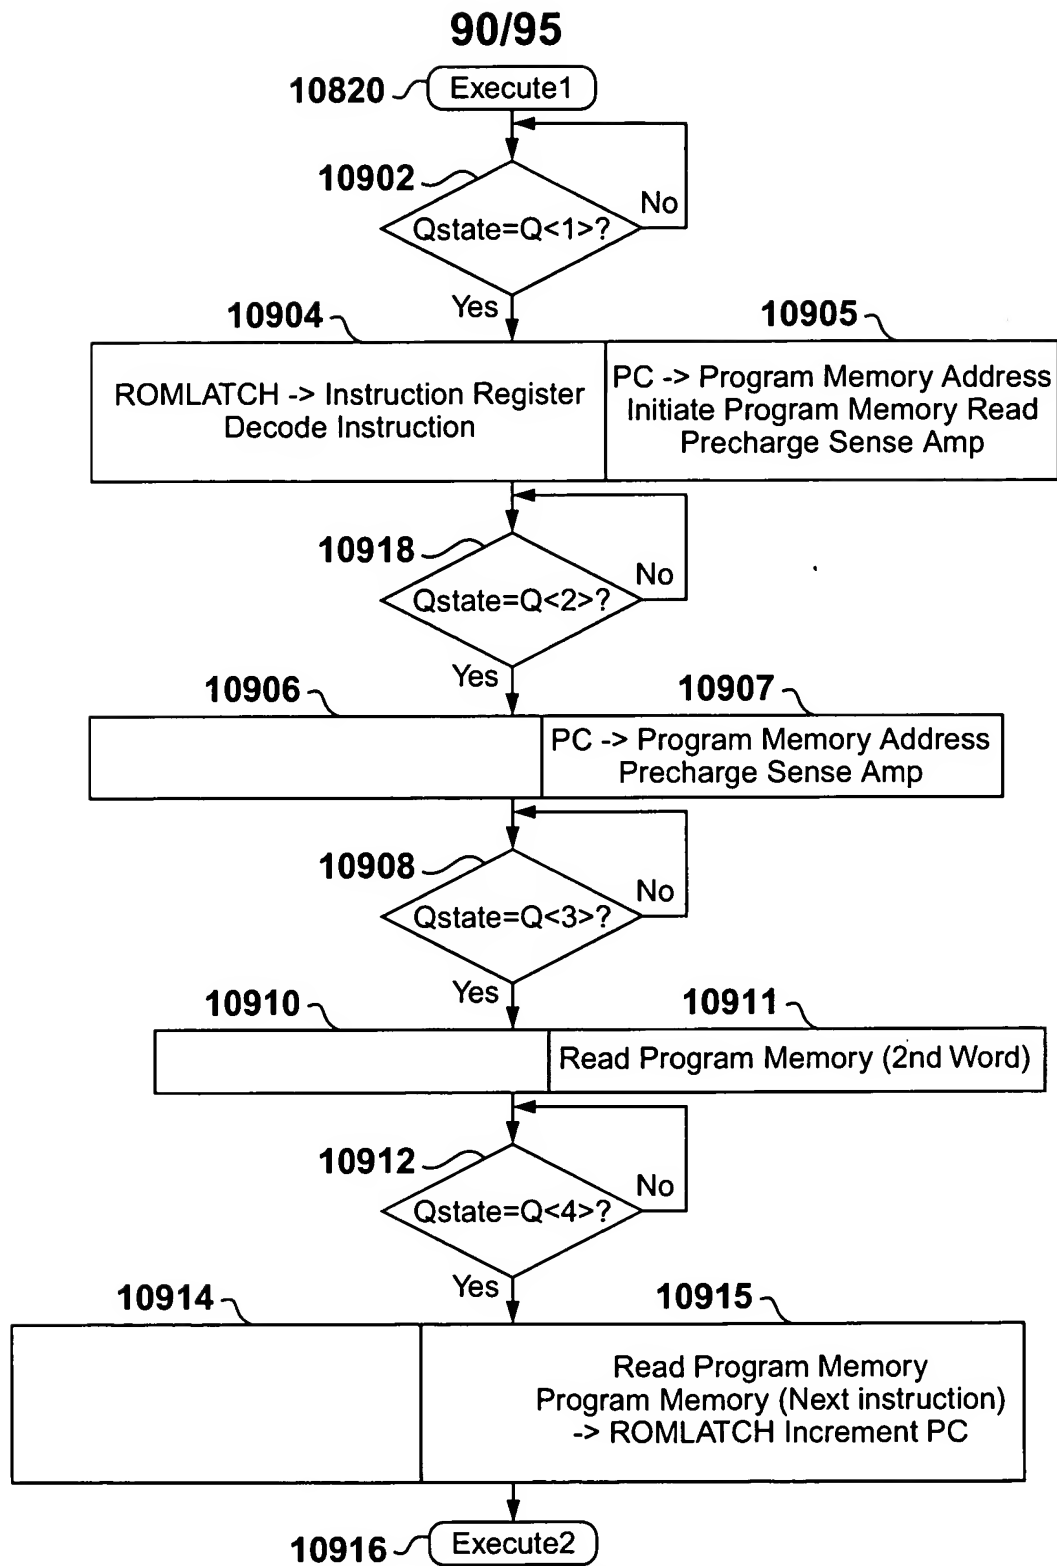 90/95
10820 Execute1
10902
Qstate=Q<1>?
No
Yes
10904 10905
ROMLATCH -> Instruction Register
Decode Instruction
PC -> Program Memory Address
Initiate Program Memory Read
Precharge Sense Amp
10918
Qstate=Q<2>?
No
Yes
10906 10907
PC -> Program Memory Address
Precharge Sense Amp
10908
Qstate=Q<3>?
No
Yes
10910 10911
Read Program Memory (2nd Word)
10912
Qstate=Q<4>?
No
Yes
10914 10915
Read Program Memory
Program Memory (Next instruction)
-> ROMLATCH Increment PC
10916 Execute2